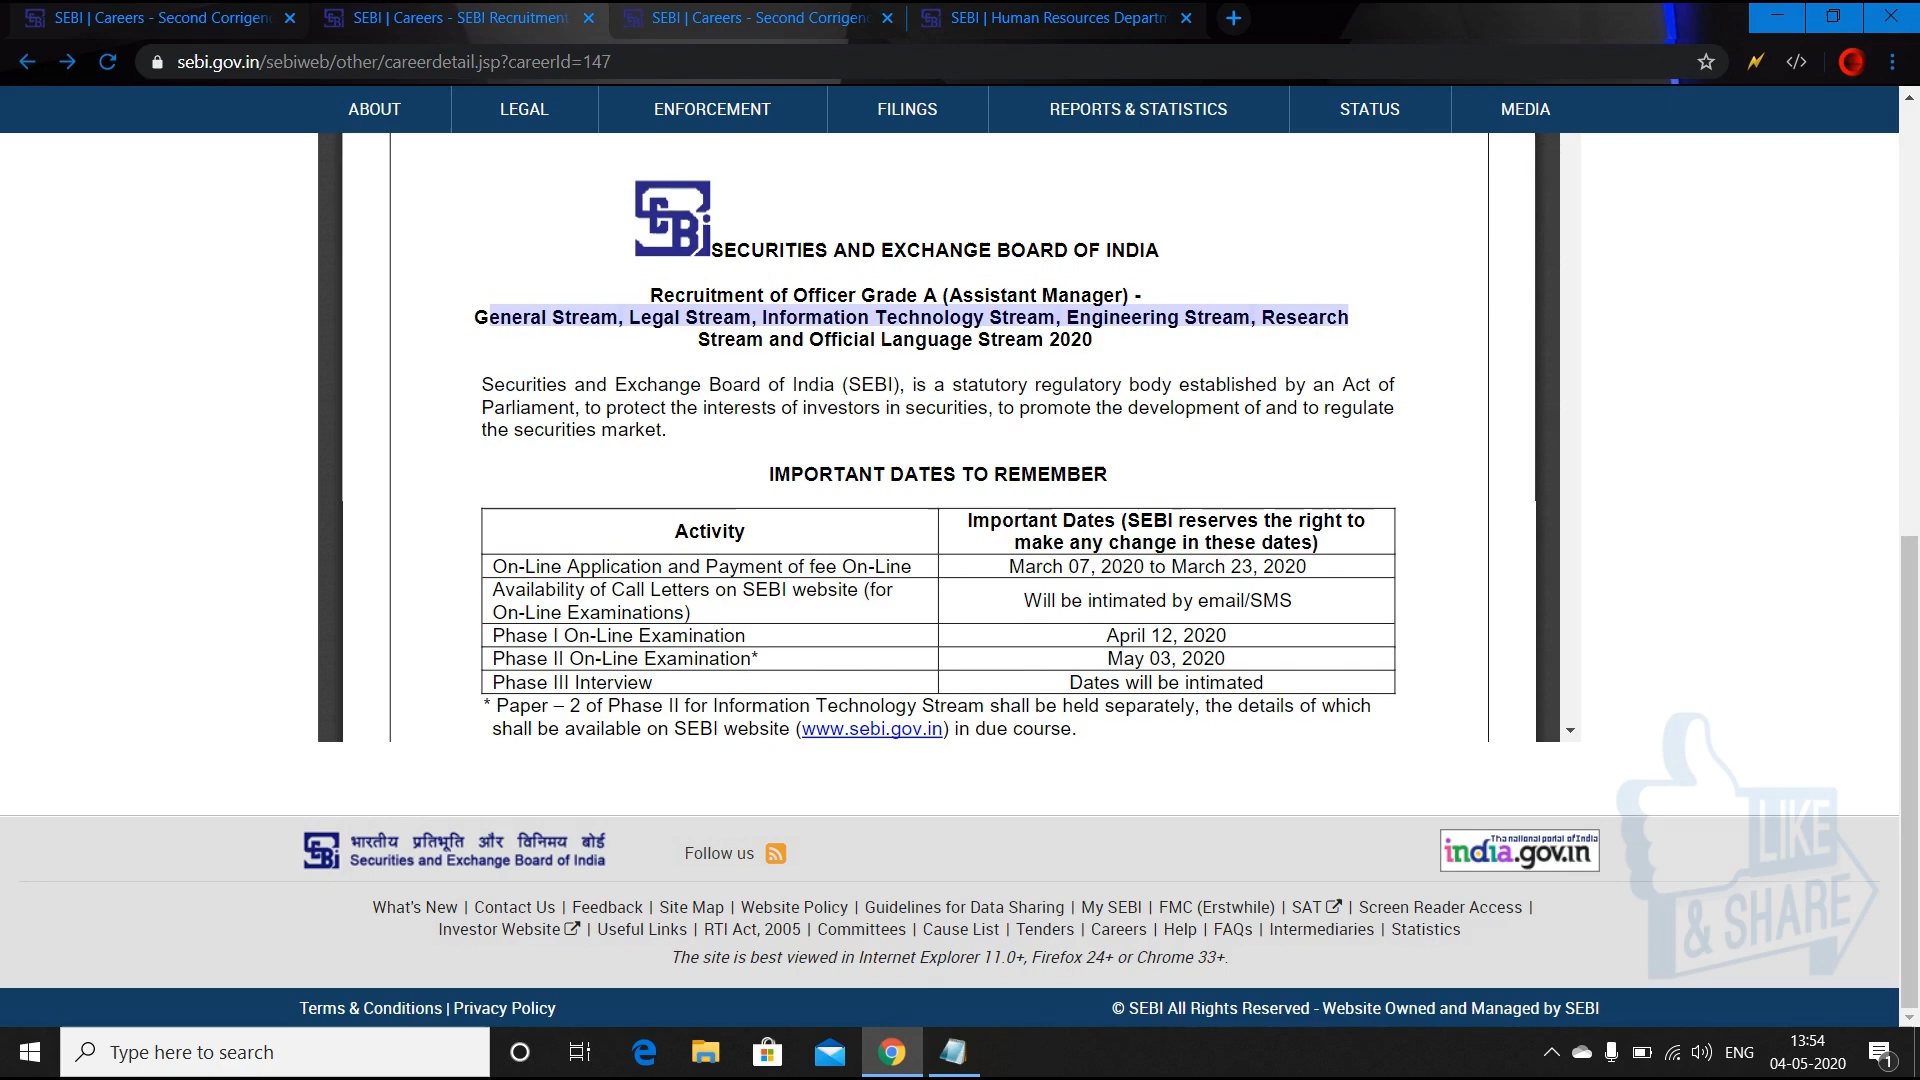 SEBI | Careers - Second Corrigen
SEBI | Careers - SEBI Recruitment
SEBI | Careers - Second Corrigen
SEBI | Human Resources Departm
sebi.gov.in/sebiweb/other/careerdetail.jsp?careerId=147
ABOUT LEGAL ENFORCEMENT FILINGS REPORTS & STATISTICS STATUS MEDIA
SEBI SECURITIES AND EXCHANGE BOARD OF INDIA
Recruitment of Officer Grade A (Assistant Manager) -
General Stream, Legal Stream, Information Technology Stream, Engineering Stream, Research
Stream and Official Language Stream 2020
Securities and Exchange Board of India (SEBI), is a statutory regulatory body established by an Act of
Parliament, to protect the interests of investors in securities, to promote the development of and to regulate
the securities market.
IMPORTANT DATES TO REMEMBER
Activity
Important Dates (SEBI reserves the right to
make any change in these dates)
On-Line Application and Payment of fee On-Line
March 07, 2020 to March 23, 2020
Availability of Call Letters on SEBI website (for
On-Line Examinations)
Will be intimated by email/SMS
Phase I On-Line Examination
April 12, 2020
Phase II On-Line Examination*
May 03, 2020
Phase III Interview
Dates will be intimated
* Paper – 2 of Phase II for Information Technology Stream shall be held separately, the details of which
shall be available on SEBI website (www.sebi.gov.in) in due course.
LIKE
& SHARE
भारतीय प्रतिभूति और विनिमय बोर्ड
Securities and Exchange Board of India
Follow us
The national portal of India
india.gov.in
What's New | Contact Us | Feedback | Site Map | Website Policy | Guidelines for Data Sharing | My SEBI | FMC (Erstwhile) | SAT | Screen Reader Access |
Investor Website | Useful Links | RTI Act, 2005 | Committees | Cause List | Tenders | Careers | Help | FAQs | Intermediaries | Statistics
The site is best viewed in Internet Explorer 11.0+, Firefox 24+ or Chrome 33+.
Terms & Conditions | Privacy Policy
© SEBI All Rights Reserved - Website Owned and Managed by SEBI
Type here to search
ENG
13:54
04-05-2020
1